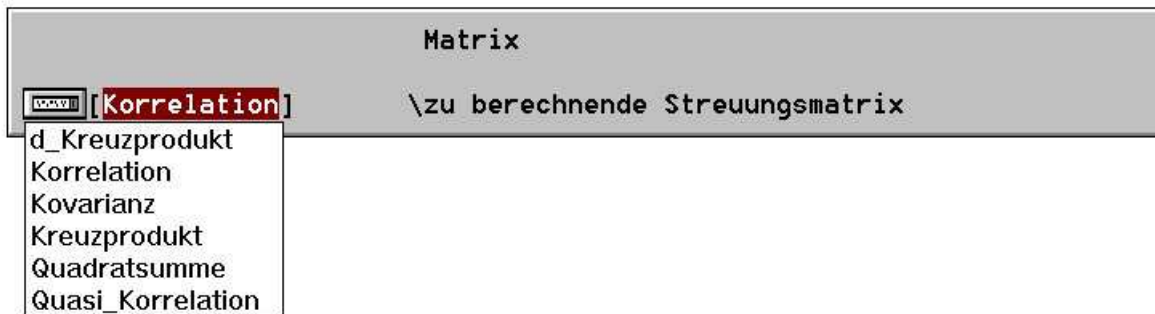 Matrix
[Korrelation] \zu berechnende Streuungsmatrix
d_Kreuzprodukt
Korrelation
Kovarianz
Kreuzprodukt
Quadratsumme
Quasi_Korrelation